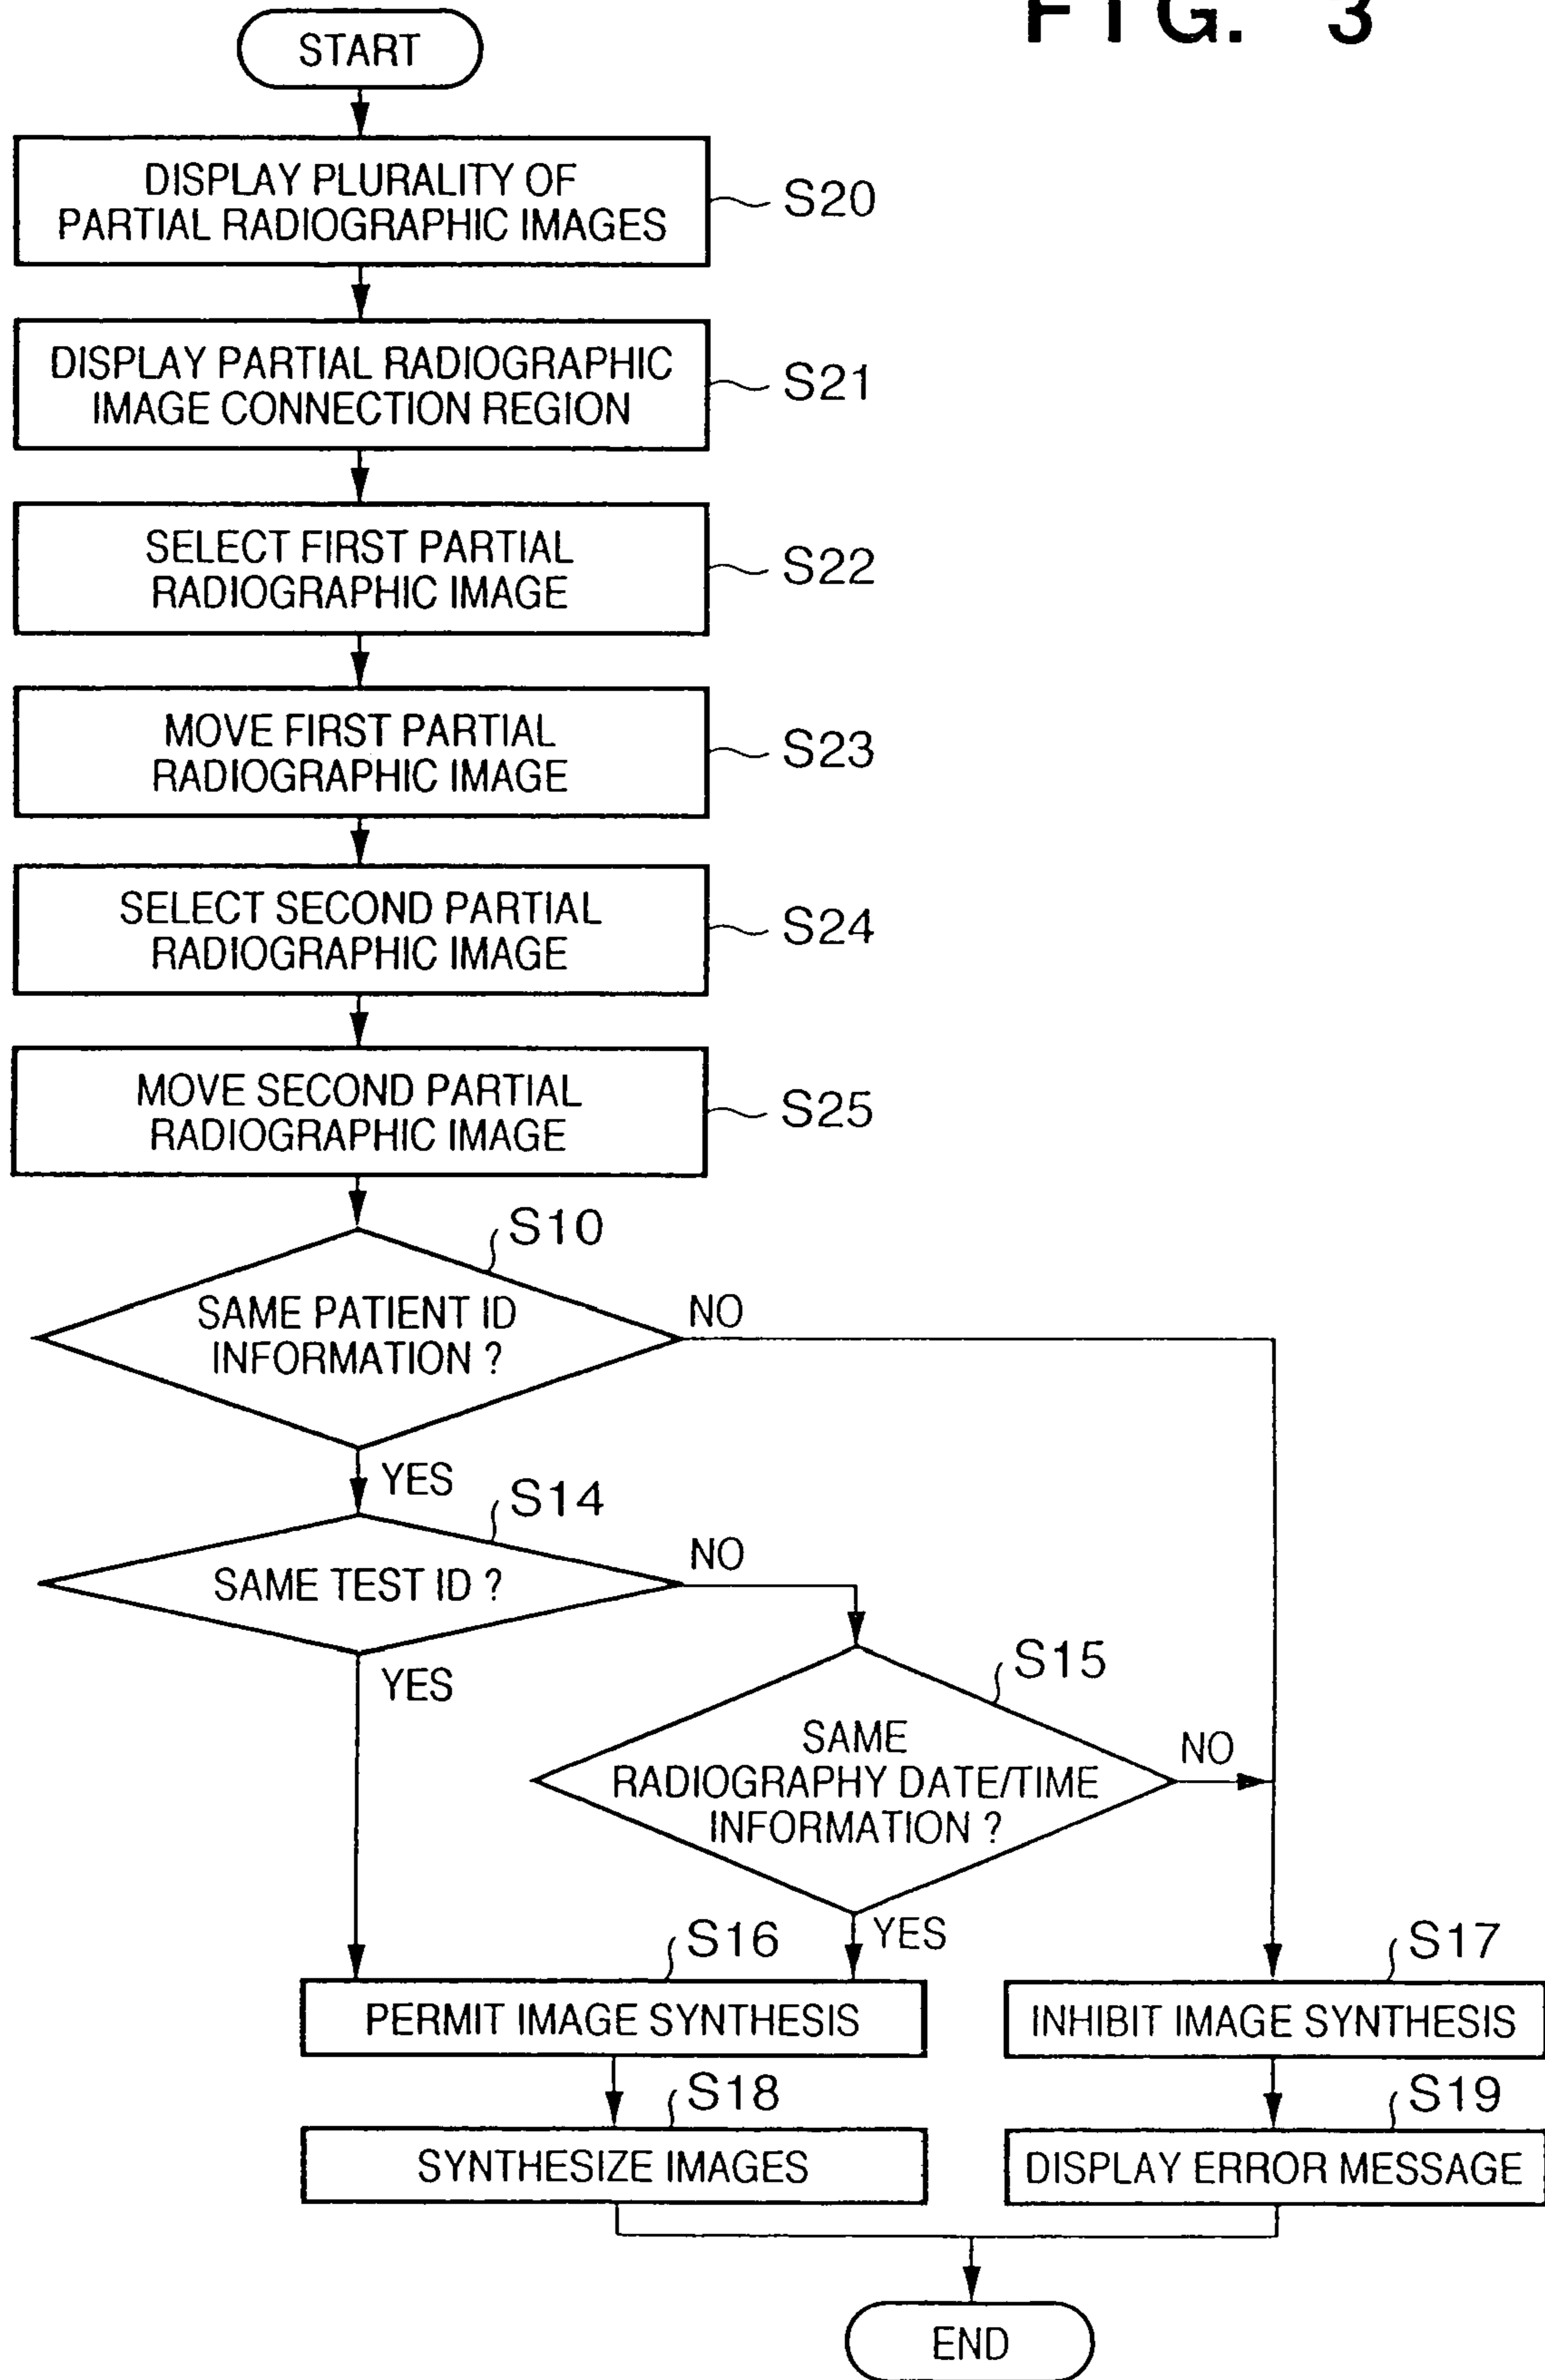 FIG. 3
START
DISPLAY PLURALITY OF
PARTIAL RADIOGRAPHIC IMAGES
S20
DISPLAY PARTIAL RADIOGRAPHIC
IMAGE CONNECTION REGION
S21
SELECT FIRST PARTIAL
RADIOGRAPHIC IMAGE
S22
MOVE FIRST PARTIAL
RADIOGRAPHIC IMAGE
S23
SELECT SECOND PARTIAL
RADIOGRAPHIC IMAGE
S24
MOVE SECOND PARTIAL
RADIOGRAPHIC IMAGE
S25
S10
SAME PATIENT ID
INFORMATION ?
NO
YES
S14
SAME TEST ID ?
NO
YES
S15
SAME
RADIOGRAPHY DATE/TIME
INFORMATION ?
NO
YES
S16
PERMIT IMAGE SYNTHESIS
S17
INHIBIT IMAGE SYNTHESIS
S18
SYNTHESIZE IMAGES
S19
DISPLAY ERROR MESSAGE
END